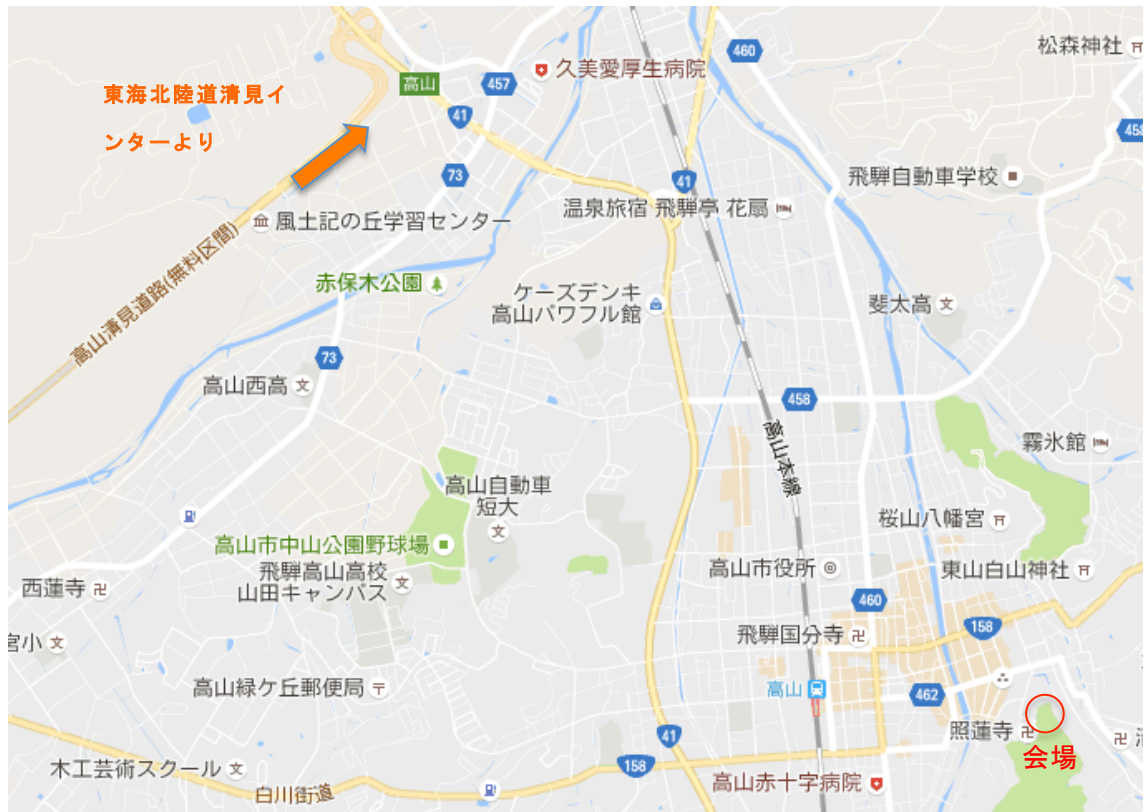 松森神社
460
久美愛厚生病院
高山
457
東海北陸道清見イ
ンターより
41
458
73
飛騨自動車学校
41
温泉旅宿 飛騨亭 花扇
風土記の丘学習センター
高山清見道路(無料区間)
赤保木公園
ケーズデンキ
高山パワフル館
斐太高
73
高山西高
458
高山本線
霧氷館
高山自動車
短大
桜山八幡宮
高山市中山公園野球場
飛騨高山高校
山田キャンパス
高山市役所
東山白山神社
西蓮寺
460
158
飛騨国分寺
宮小
高山緑ケ丘郵便局
高山
462
照蓮寺
41
会場
158
木工芸術スクール
高山赤十字病院
白川街道